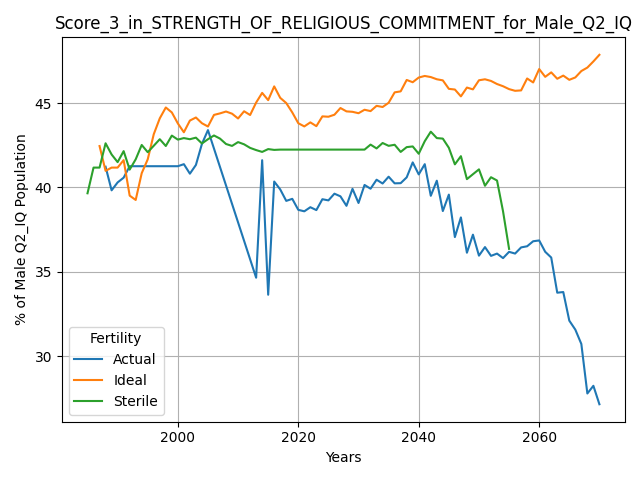 Score_3_in_STRENGTH_OF_RELIGIOUS_COMMITMENT_for_Male_Q2_IQ
% of Male Q2_IQ Population
45
40
35
30
Fertility
Actual
Ideal
Sterile
2000
2020
2040
2060
Years